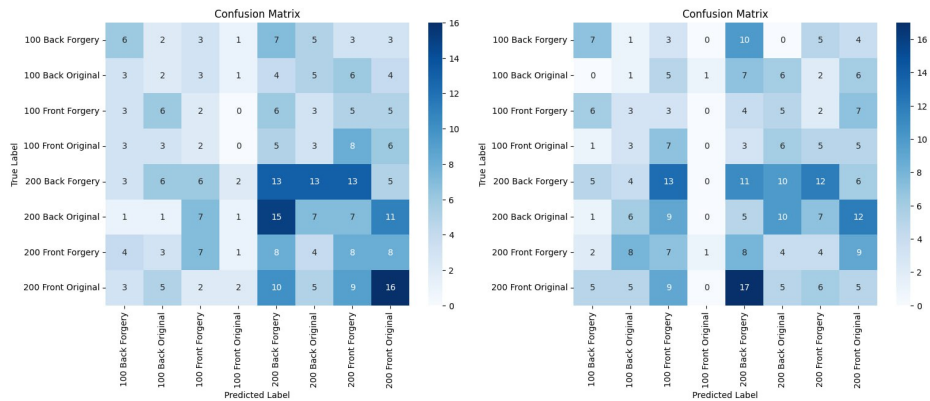 Confusion Matrix
True Label
100 Back Forgery 6 2 3 1 7 5 3 3
100 Back Original 3 2 3 1 4 5 6 4
100 Front Forgery 3 6 2 0 6 3 5 5
100 Front Original 3 3 2 0 5 3 8 6
200 Back Forgery 3 6 6 2 13 13 13 5
200 Back Original 1 1 7 1 15 7 7 11
200 Front Forgery 4 3 7 1 8 4 8 8
200 Front Original 3 5 2 2 10 5 9 16
100 Back Forgery
100 Back Original
100 Front Forgery
100 Front Original
200 Back Forgery
200 Back Original
200 Front Forgery
200 Front Original
Predicted Label
16
14
12
10
8
6
4
2
0
Confusion Matrix
True Label
100 Back Forgery 7 1 3 0 10 0 5 4
100 Back Original 0 1 5 1 7 6 2 6
100 Front Forgery 6 3 3 0 4 5 2 7
100 Front Original 1 3 7 0 3 6 5 5
200 Back Forgery 5 4 13 0 11 10 12 6
200 Back Original 1 6 9 0 5 10 7 12
200 Front Forgery 2 8 7 1 8 4 4 9
200 Front Original 5 5 9 0 17 5 6 5
100 Back Forgery
100 Back Original
100 Front Forgery
100 Front Original
200 Back Forgery
200 Back Original
200 Front Forgery
200 Front Original
Predicted Label
16
14
12
10
8
6
4
2
0